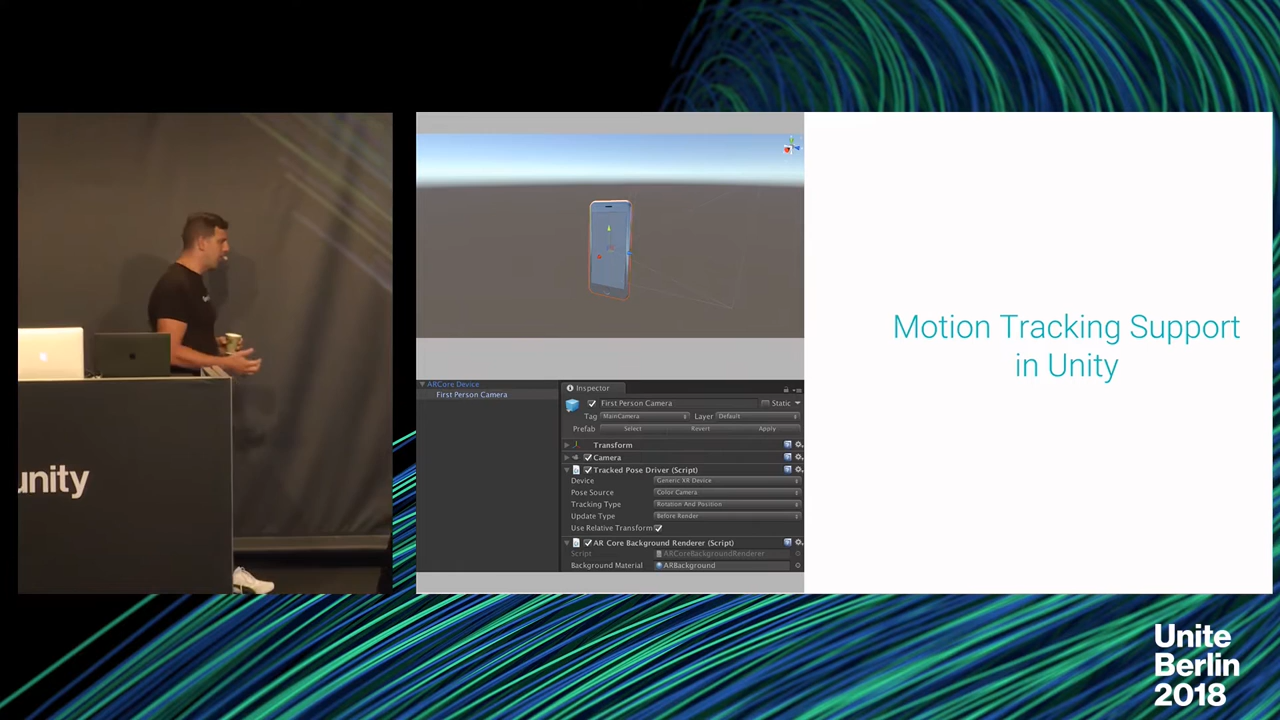 unity
Motion Tracking Support
in Unity
ARCore Device
First Person Camera
Inspector
First Person Camera
Static
Tag
MainCamera
Layer
Default
Prefab
Select
Revert
Apply
Transform
Camera
Tracked Pose Driver (Script)
Device
Generic XR Device
Pose Source
Color Camera
Tracking Type
Rotation And Position
Update Type
Before Render
Use Relative Transform
AR Core Background Renderer (Script)
Script
ARCoreBackgroundRenderer
Background Material
ARBackground
Unite
Berlin
2018